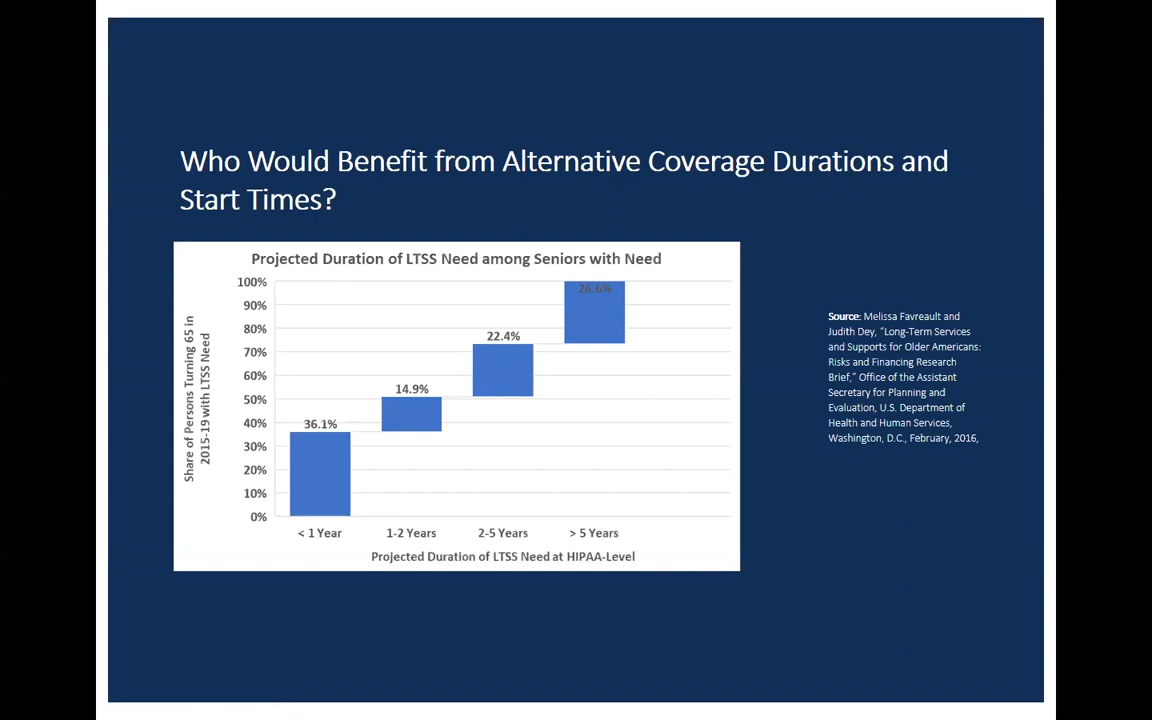 Who Would Benefit from Alternative Coverage Durations and
Start Times?
Projected Duration of LTSS Need among Seniors with Need
Share of Persons Turning 65 in
2015-19 with LTSS Need
100%
90%
80%
70%
60%
50%
40%
30%
20%
10%
0%
36.1%
14.9%
22.4%
26.6%
< 1 Year
1-2 Years
2-5 Years
> 5 Years
Projected Duration of LTSS Need at HIPAA-Level
Source: Melissa Favreault and
Judith Dey, "Long-Term Services
and Supports for Older Americans:
Risks and Financing Research
Brief," Office of the Assistant
Secretary for Planning and
Evaluation, U.S. Department of
Health and Human Services,
Washington, D.C., February, 2016,